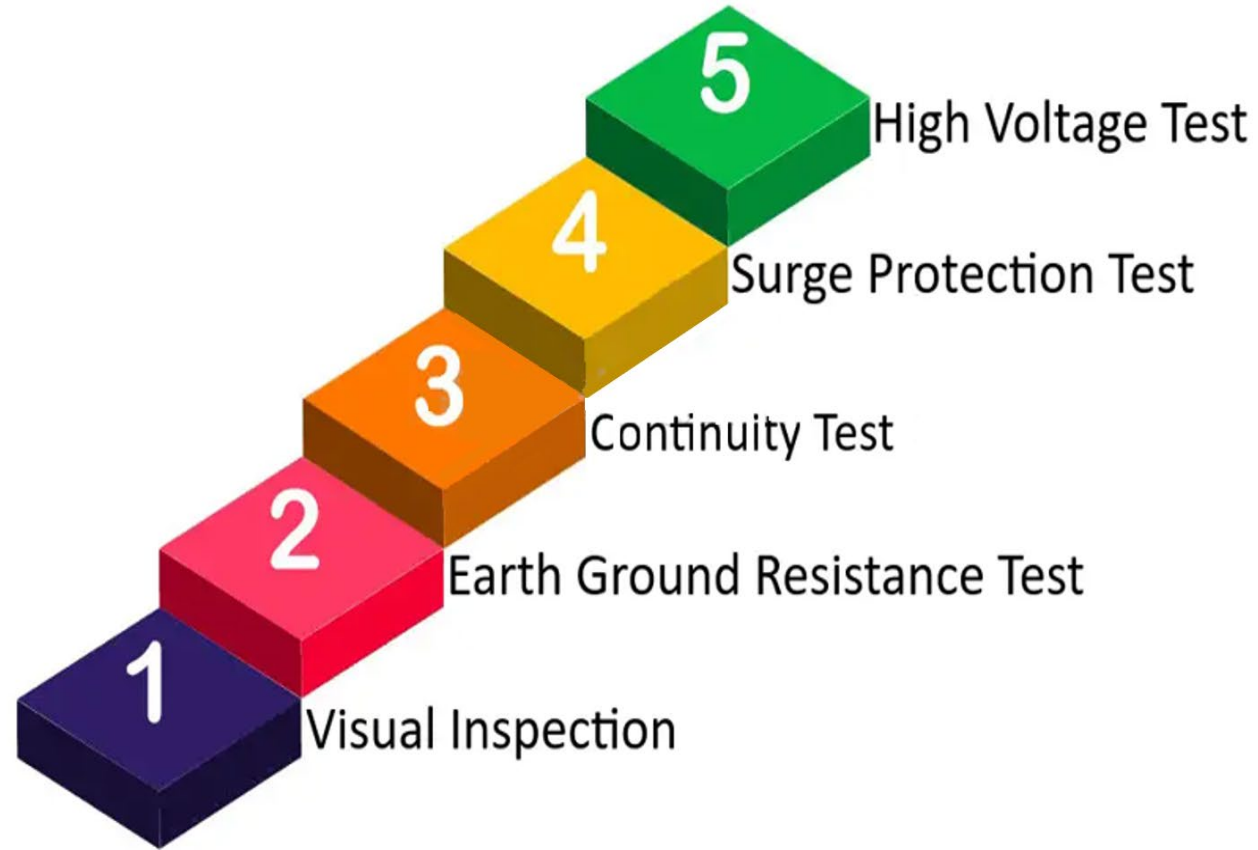 5
High Voltage Test
4
Surge Protection Test
3
Continuity Test
2
Earth Ground Resistance Test
1
Visual Inspection